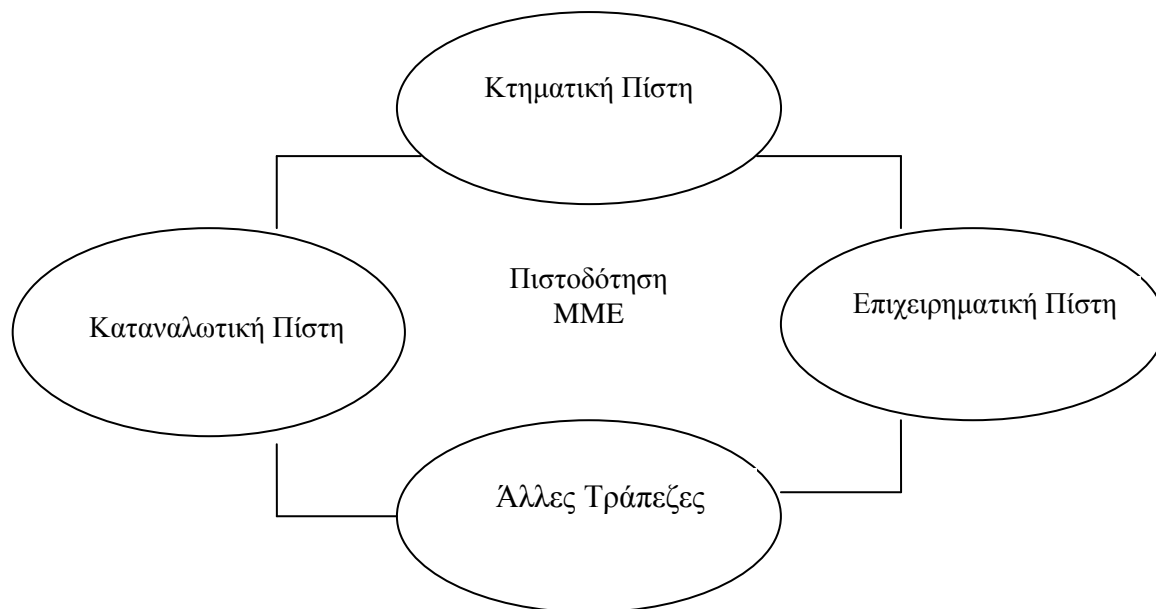 Κτηματική Πίστη
Πιστοδότηση
ΜΜΕ
Επιχειρηματική Πίστη
Καταναλωτική Πίστη
Άλλες Τράπεζες